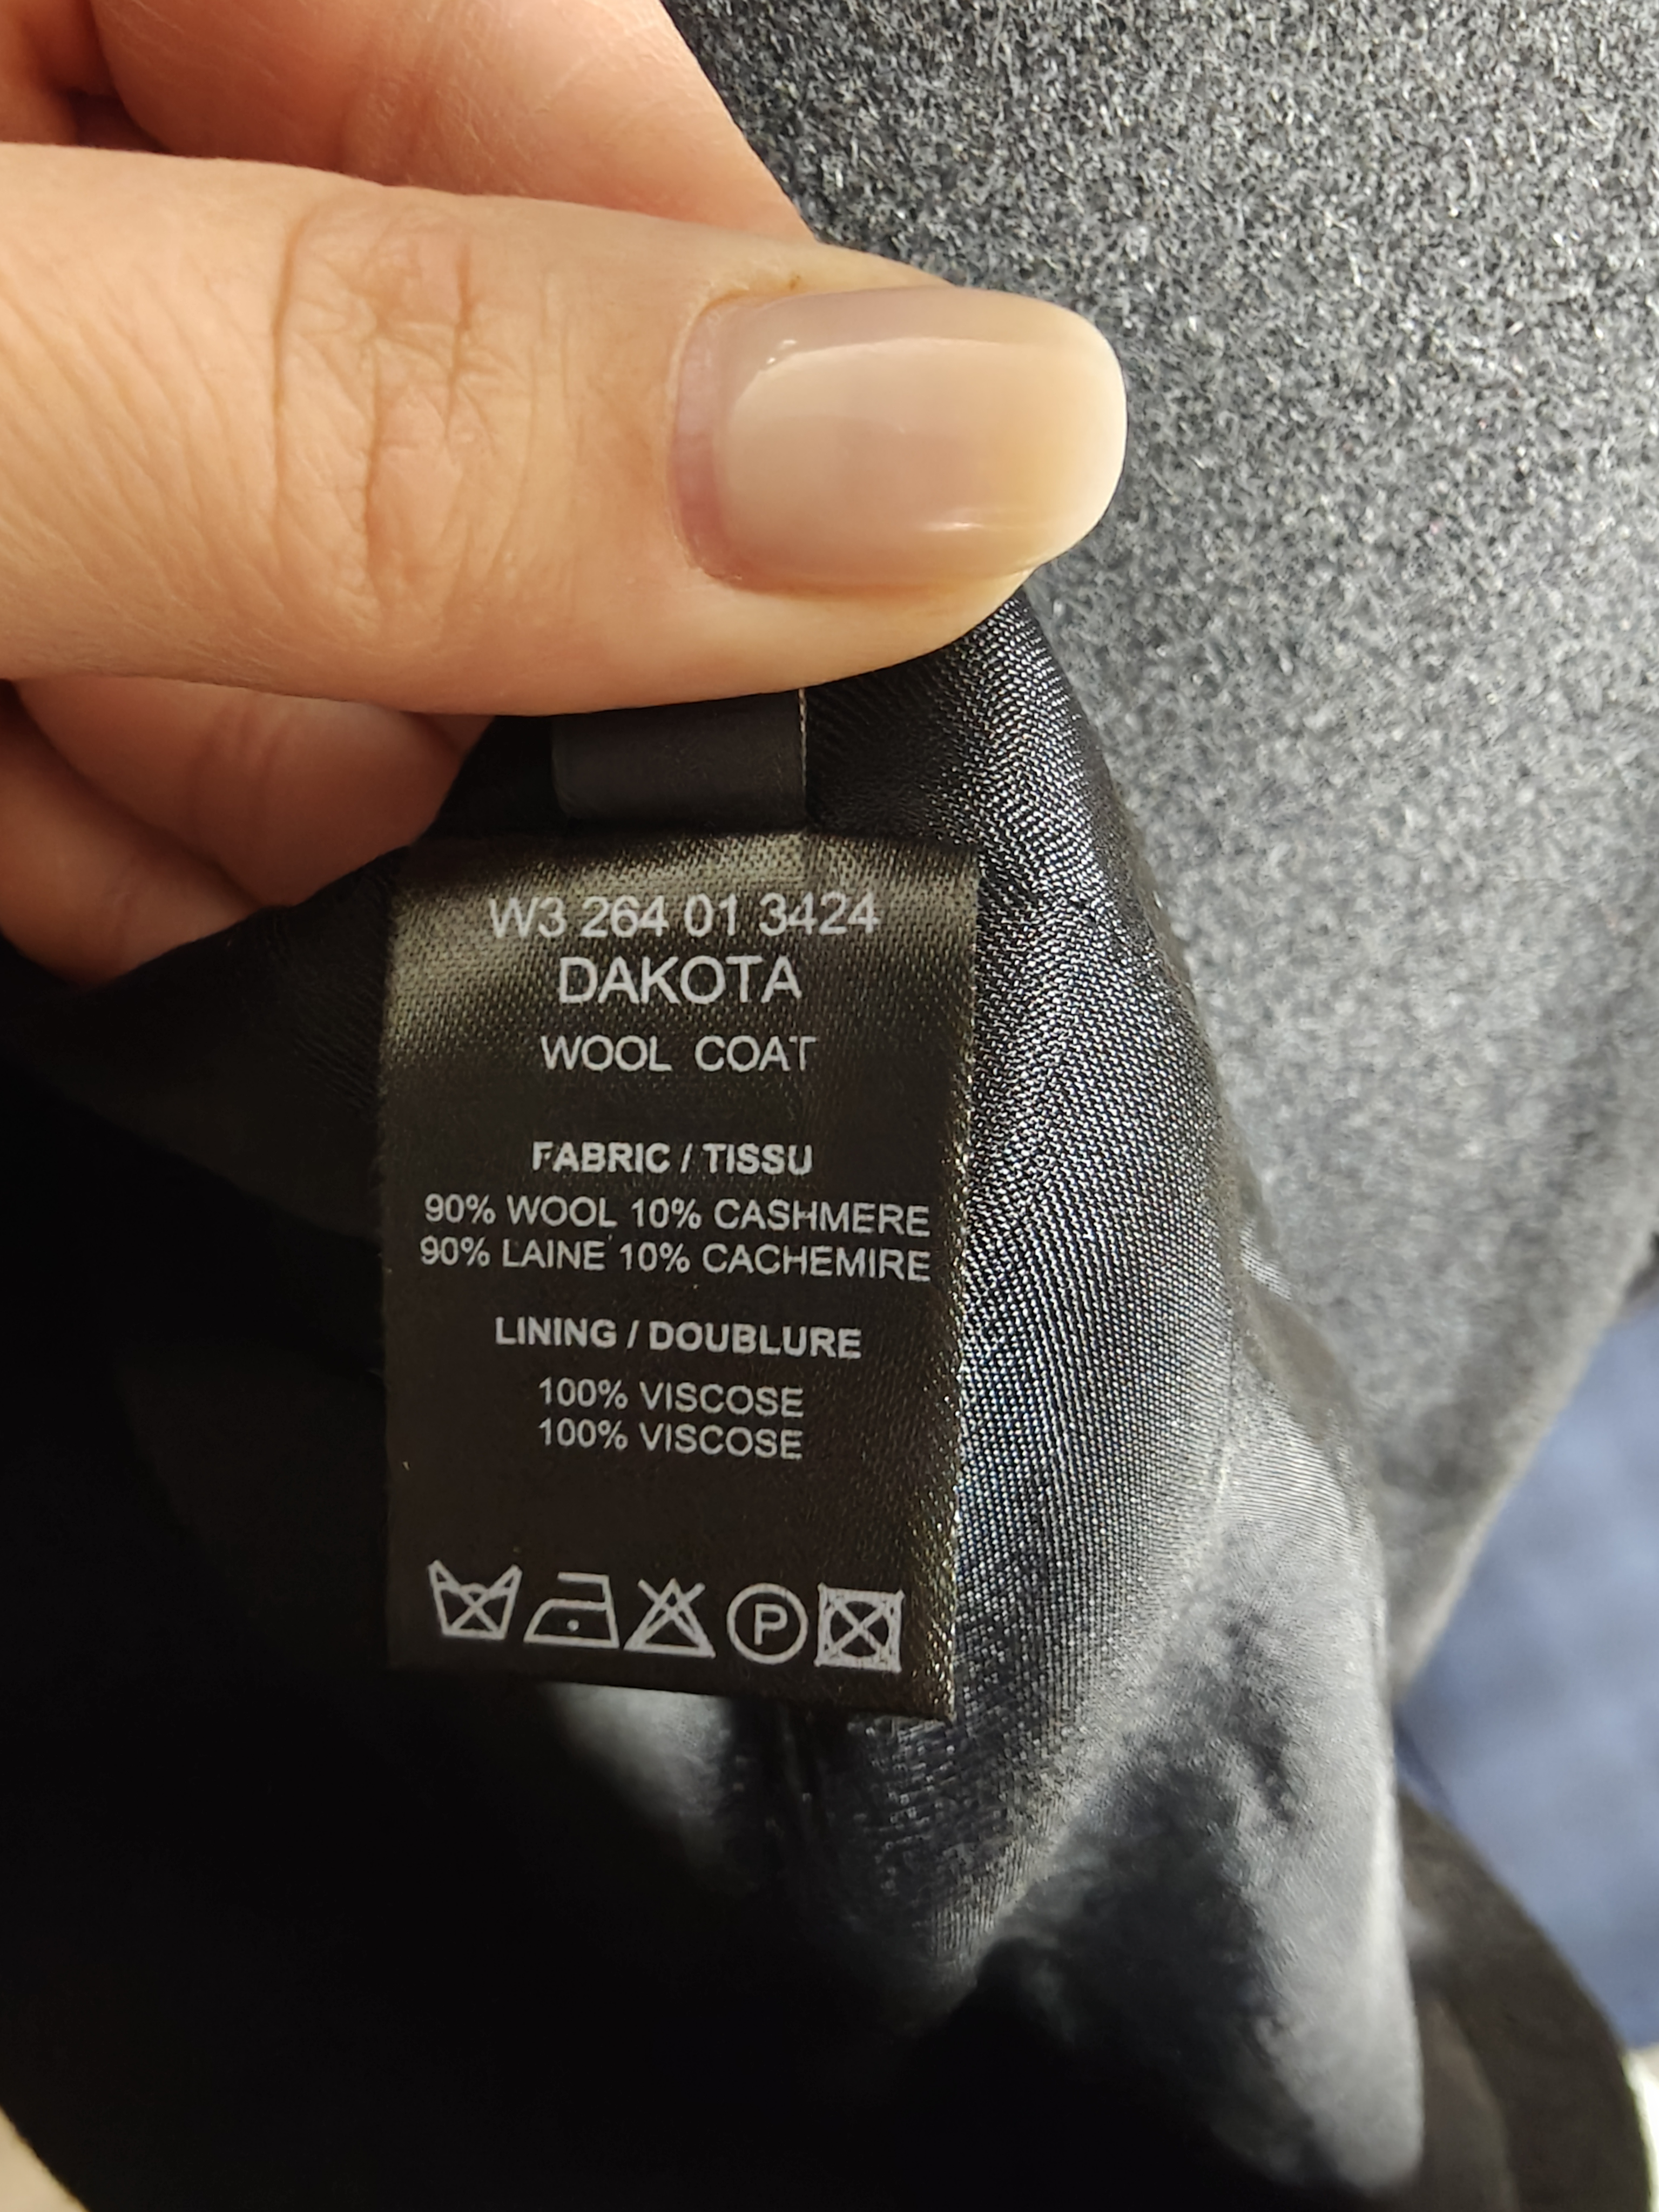 W3 264 01 3424
DAKOTA
WOOL COAT
FABRIC / TISSU
90% WOOL 10% CASHMERE
90% LAINE 10% CACHEMIRE
LINING / DOUBLURE
100% VISCOSE
100% VISCOSE
P